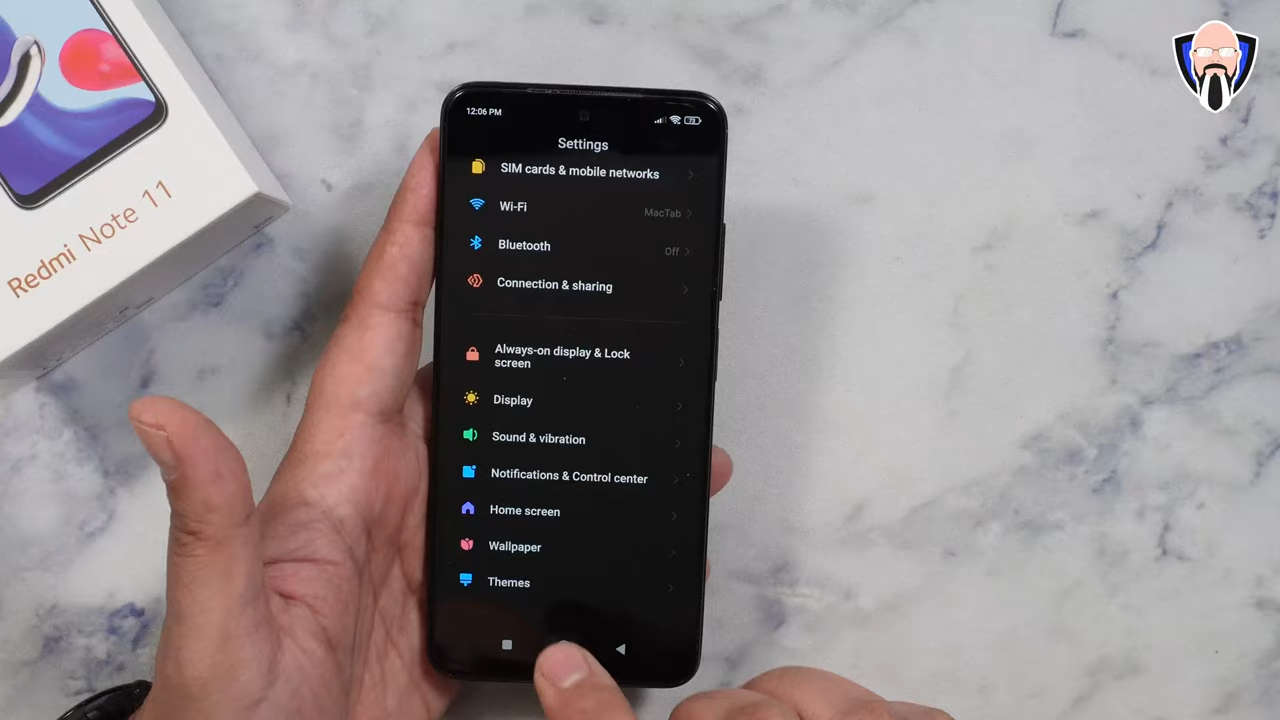 Redmi Note 11
12:06 PM
73
Settings
SIM cards & mobile networks
Wi-Fi
MacTab
Bluetooth
Off
Connection & sharing
Always-on display & Lock
screen
Display
Sound & vibration
Notifications & Control center
Home screen
Wallpaper
Themes